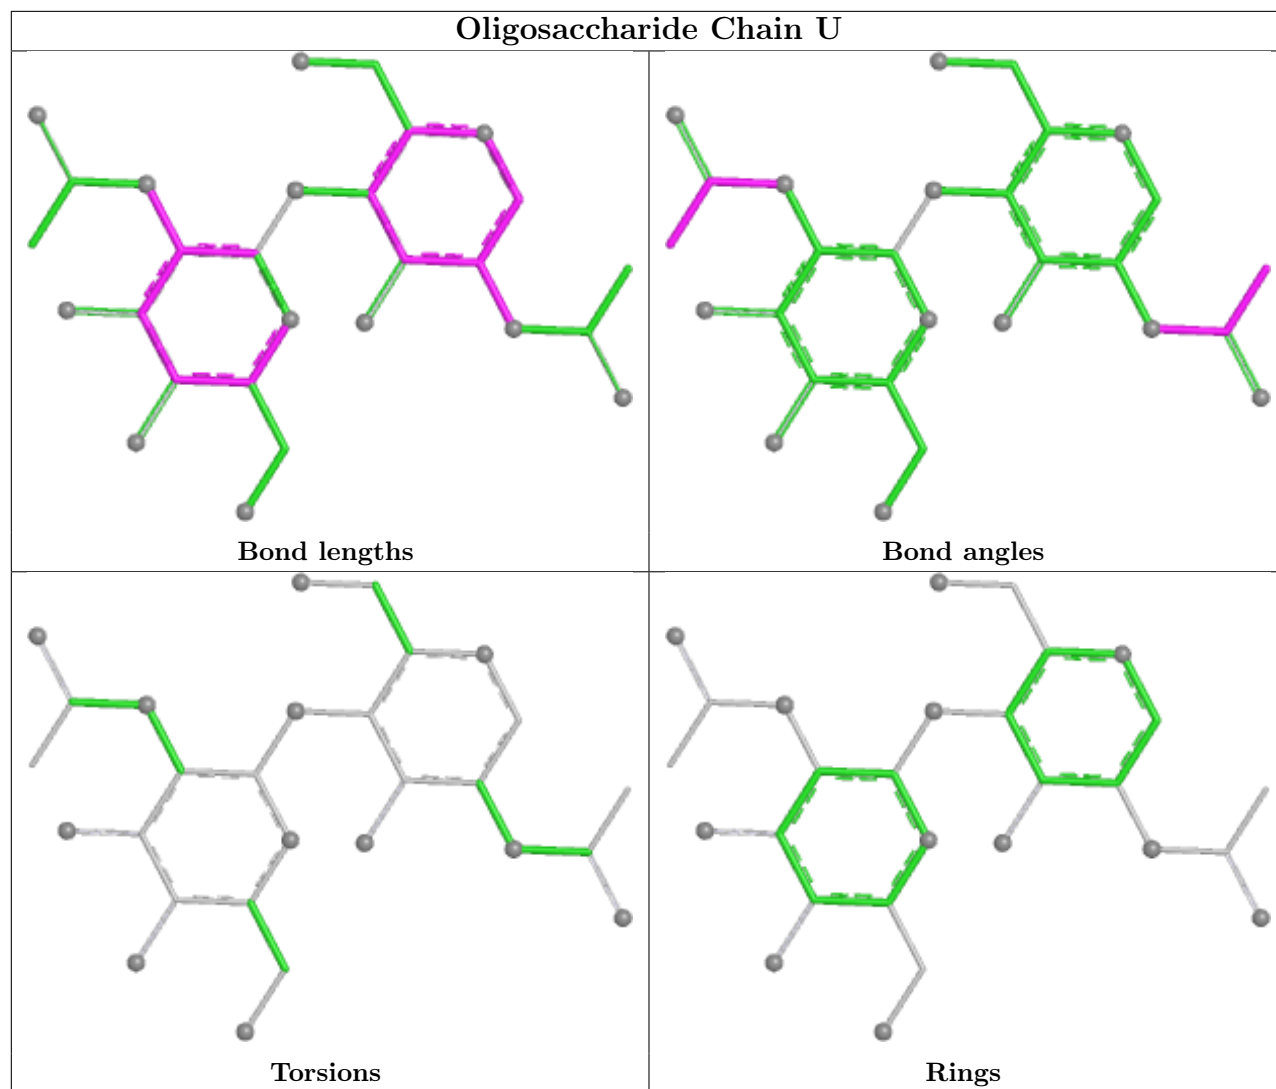 Oligosaccharide Chain U
Bond lengths
Bond angles
Torsions
Rings